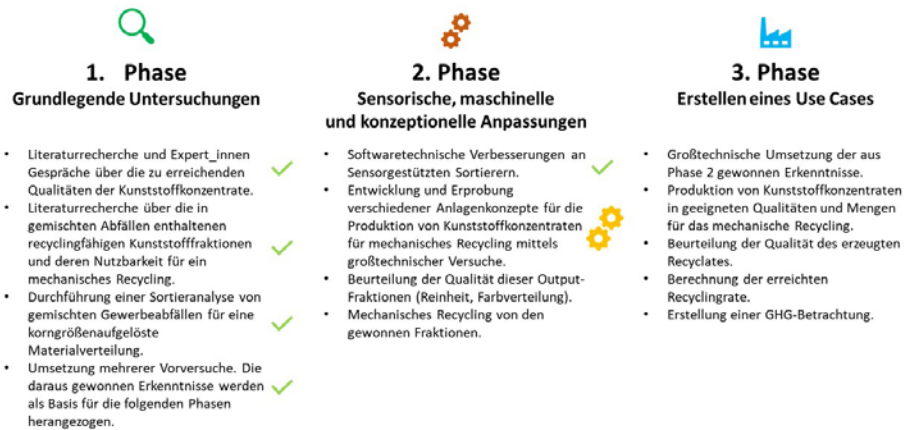 1. Phase
Grundlegende Untersuchungen
• Literaturrecherche und Expert_innen
Gespräche über die zu erreichenden
Qualitäten der Kunststoffkonzentrate.
• Literaturrecherche über die in
gemischten Abfällen enthaltenen
recyclingfähigen Kunststofffraktionen
und deren Nutzbarkeit für ein
mechanisches Recycling.
• Durchführung einer Sortieranalyse von
gemischten Gewerbeabfällen für eine
korngrößenaufgelöste
Materialverteilung.
• Umsetzung mehrerer Vorversuche. Die
daraus gewonnen Erkenntnisse werden
als Basis für die folgenden Phasen
herangezogen.
2. Phase
Sensorische, maschinelle
und konzeptionelle Anpassungen
• Softwaretechnische Verbesserungen an
Sensorgestützten Sortierern.
• Entwicklung und Erprobung
verschiedener Anlagenkonzepte für die
Produktion von Kunststoffkonzentraten
für mechanisches Recycling mittels
großtechnischer Versuche.
• Beurteilung der Qualität dieser Output-
Fraktionen (Reinheit, Farbverteilung).
• Mechanisches Recycling von den
gewonnen Fraktionen.
3. Phase
Erstellen eines Use Cases
• Großtechnische Umsetzung der aus
Phase 2 gewonnen Erkenntnisse.
• Produktion von Kunststoffkonzentraten
in geeigneten Qualitäten und Mengen
für das mechanische Recycling.
• Beurteilung der Qualität des erzeugten
Recyclates.
• Berechnung der erreichten
Recyclingrate.
• Erstellung einer GHG-Betrachtung.